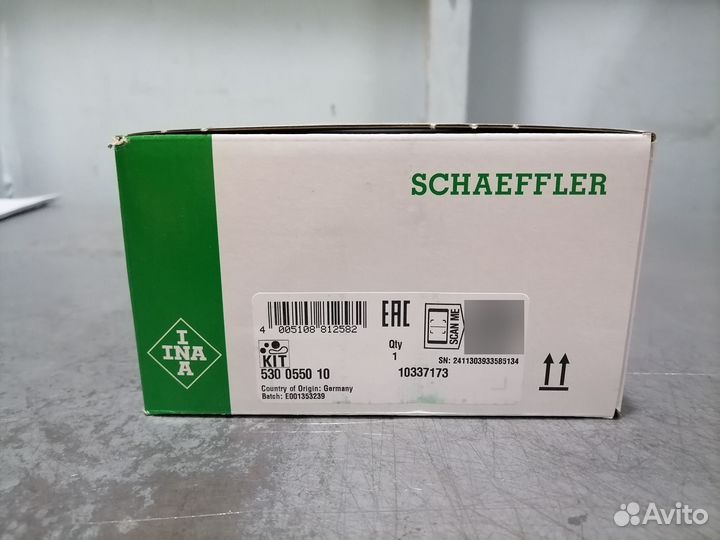 SCHAEFFLER
I
INA
A
4 005108 812582
EAC
SCAN ME
KIT
Qty
1
SN: 2411303933585134
530 0550 10
10337173
Country of Origin: Germany
Batch: E001353239
Avito